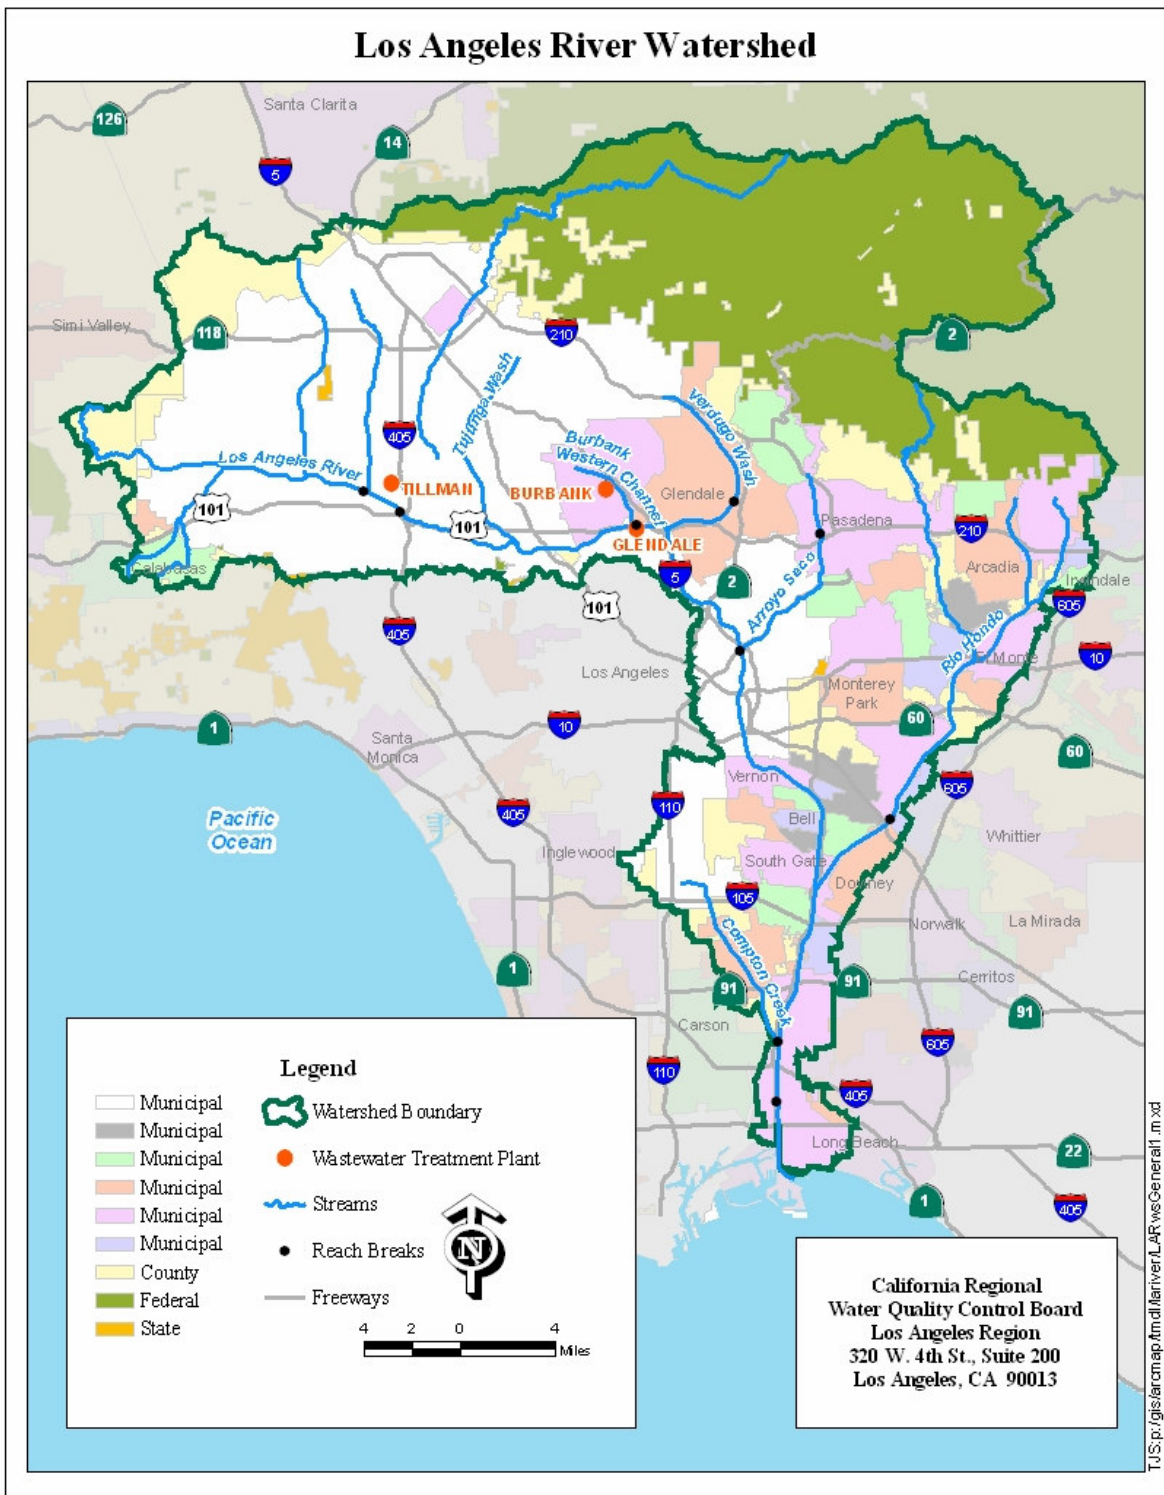 Los Angeles River Watershed
Santa Clarita
126
14
5
Simi Valley
118
210
2
405
Tujunga Wash
Verdugo Wash
Burbank
Western Channel
Los Angeles River
TILLMAN
BURBANK
Glendale
101
101
GLENDALE
Pasadena
210
Calabasas
5
2
Arroyo Seco
Arcadia
Irwindale
101
405
605
Los Angeles
Rio Hondo
El Monte
10
Monterey
Park
1
10
60
60
Santa
Monica
Vernon
605
110
405
Pacific
Ocean
Bell
Whittier
Inglewood
South Gate
Downey
105
Norwalk
La Mirada
Compton Creek
1
91
91
Cerritos
91
Carson
605
110
405
Long Beach
22
1
405
Legend
Municipal
Municipal
Municipal
Municipal
Municipal
Municipal
County
Federal
State
Watershed Boundary
Wastewater Treatment Plant
Streams
Reach Breaks
Freeways
N
4 2 0 4
Miles
California Regional
Water Quality Control Board
Los Angeles Region
320 W. 4th St., Suite 200
Los Angeles, CA 90013
TJS:p:/gis/arcmap/tmdl/lariver/LARwsGeneral1.mxd